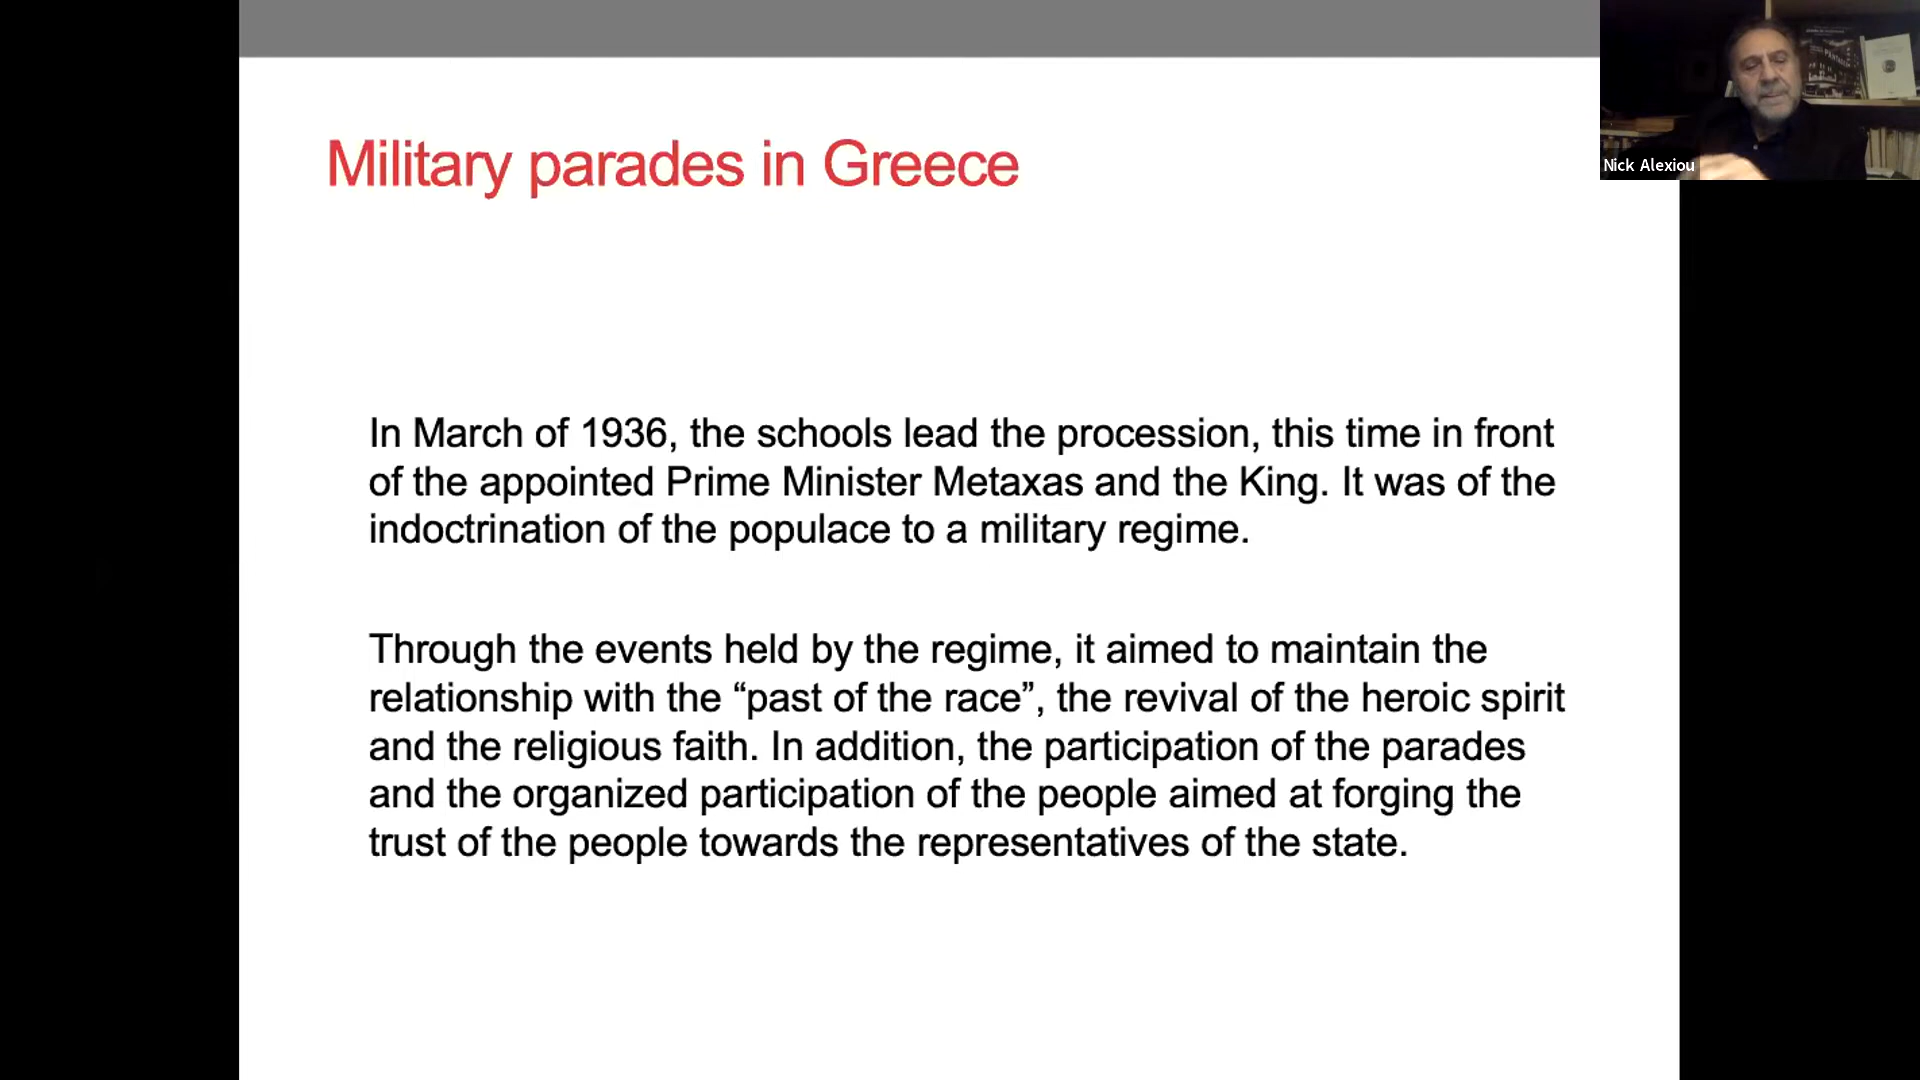 Military parades in Greece
Nick Alexiou
In March of 1936, the schools lead the procession, this time in front
of the appointed Prime Minister Metaxas and the King. It was of the
indoctrination of the populace to a military regime.
Through the events held by the regime, it aimed to maintain the
relationship with the “past of the race”, the revival of the heroic spirit
and the religious faith. In addition, the participation of the parades
and the organized participation of the people aimed at forging the
trust of the people towards the representatives of the state.